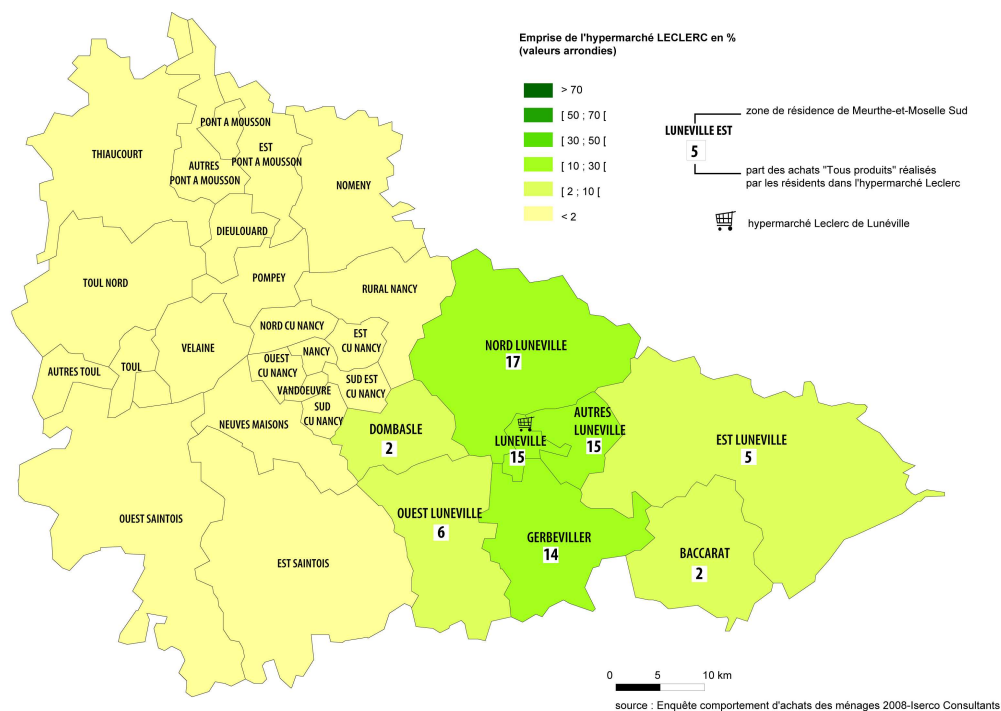 Emprise de l'hypermarché LECLERC en %
(valeurs arrondies)
> 70
[ 50 ; 70 [
[ 30 ; 50 [
[ 10 ; 30 [
[ 2 ; 10 [
< 2
zone de résidence de Meurthe-et-Moselle Sud
LUNEVILLE EST
5
part des achats "Tous produits" réalisés
par les résidents dans l'hypermarché Leclerc
hypermarché Leclerc de Lunéville
PONT A MOUSSON
THIAUCOURT
EST
PONT A MOUSSON
AUTRES
PONT A MOUSSON
NOMENY
DIEULOUARD
TOUL NORD
POMPEY
RURAL NANCY
NORD CU NANCY
EST
CU NANCY
VELAINE
NANCY
OUEST
CU NANCY
AUTRES TOUL
TOUL
VANDOEUVRE
SUD EST
CU NANCY
SUD
CU NANCY
NEUVES MAISONS
NORD LUNEVILLE
17
DOMBASLE
2
LUNEVILLE
15
AUTRES
LUNEVILLE
15
EST LUNEVILLE
5
OUEST SAINTOIS
OUEST LUNEVILLE
6
GERBEVILLER
14
BACCARAT
2
EST SAINTOIS
0 5 10 km
source : Enquête comportement d'achats des ménages 2008-Iserco Consultants